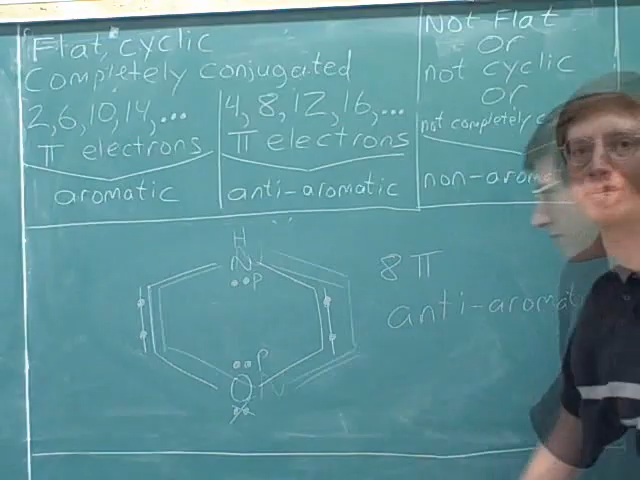 Flat, cyclic
Completely conjugated
2,6,10,14,...
π electrons
aromatic
4,8,12,16,...
π electrons
anti-aromatic
Not Flat
or
not cyclic
or
not completely
non-arom
H
N
P
P
O
8 π
anti-aromat